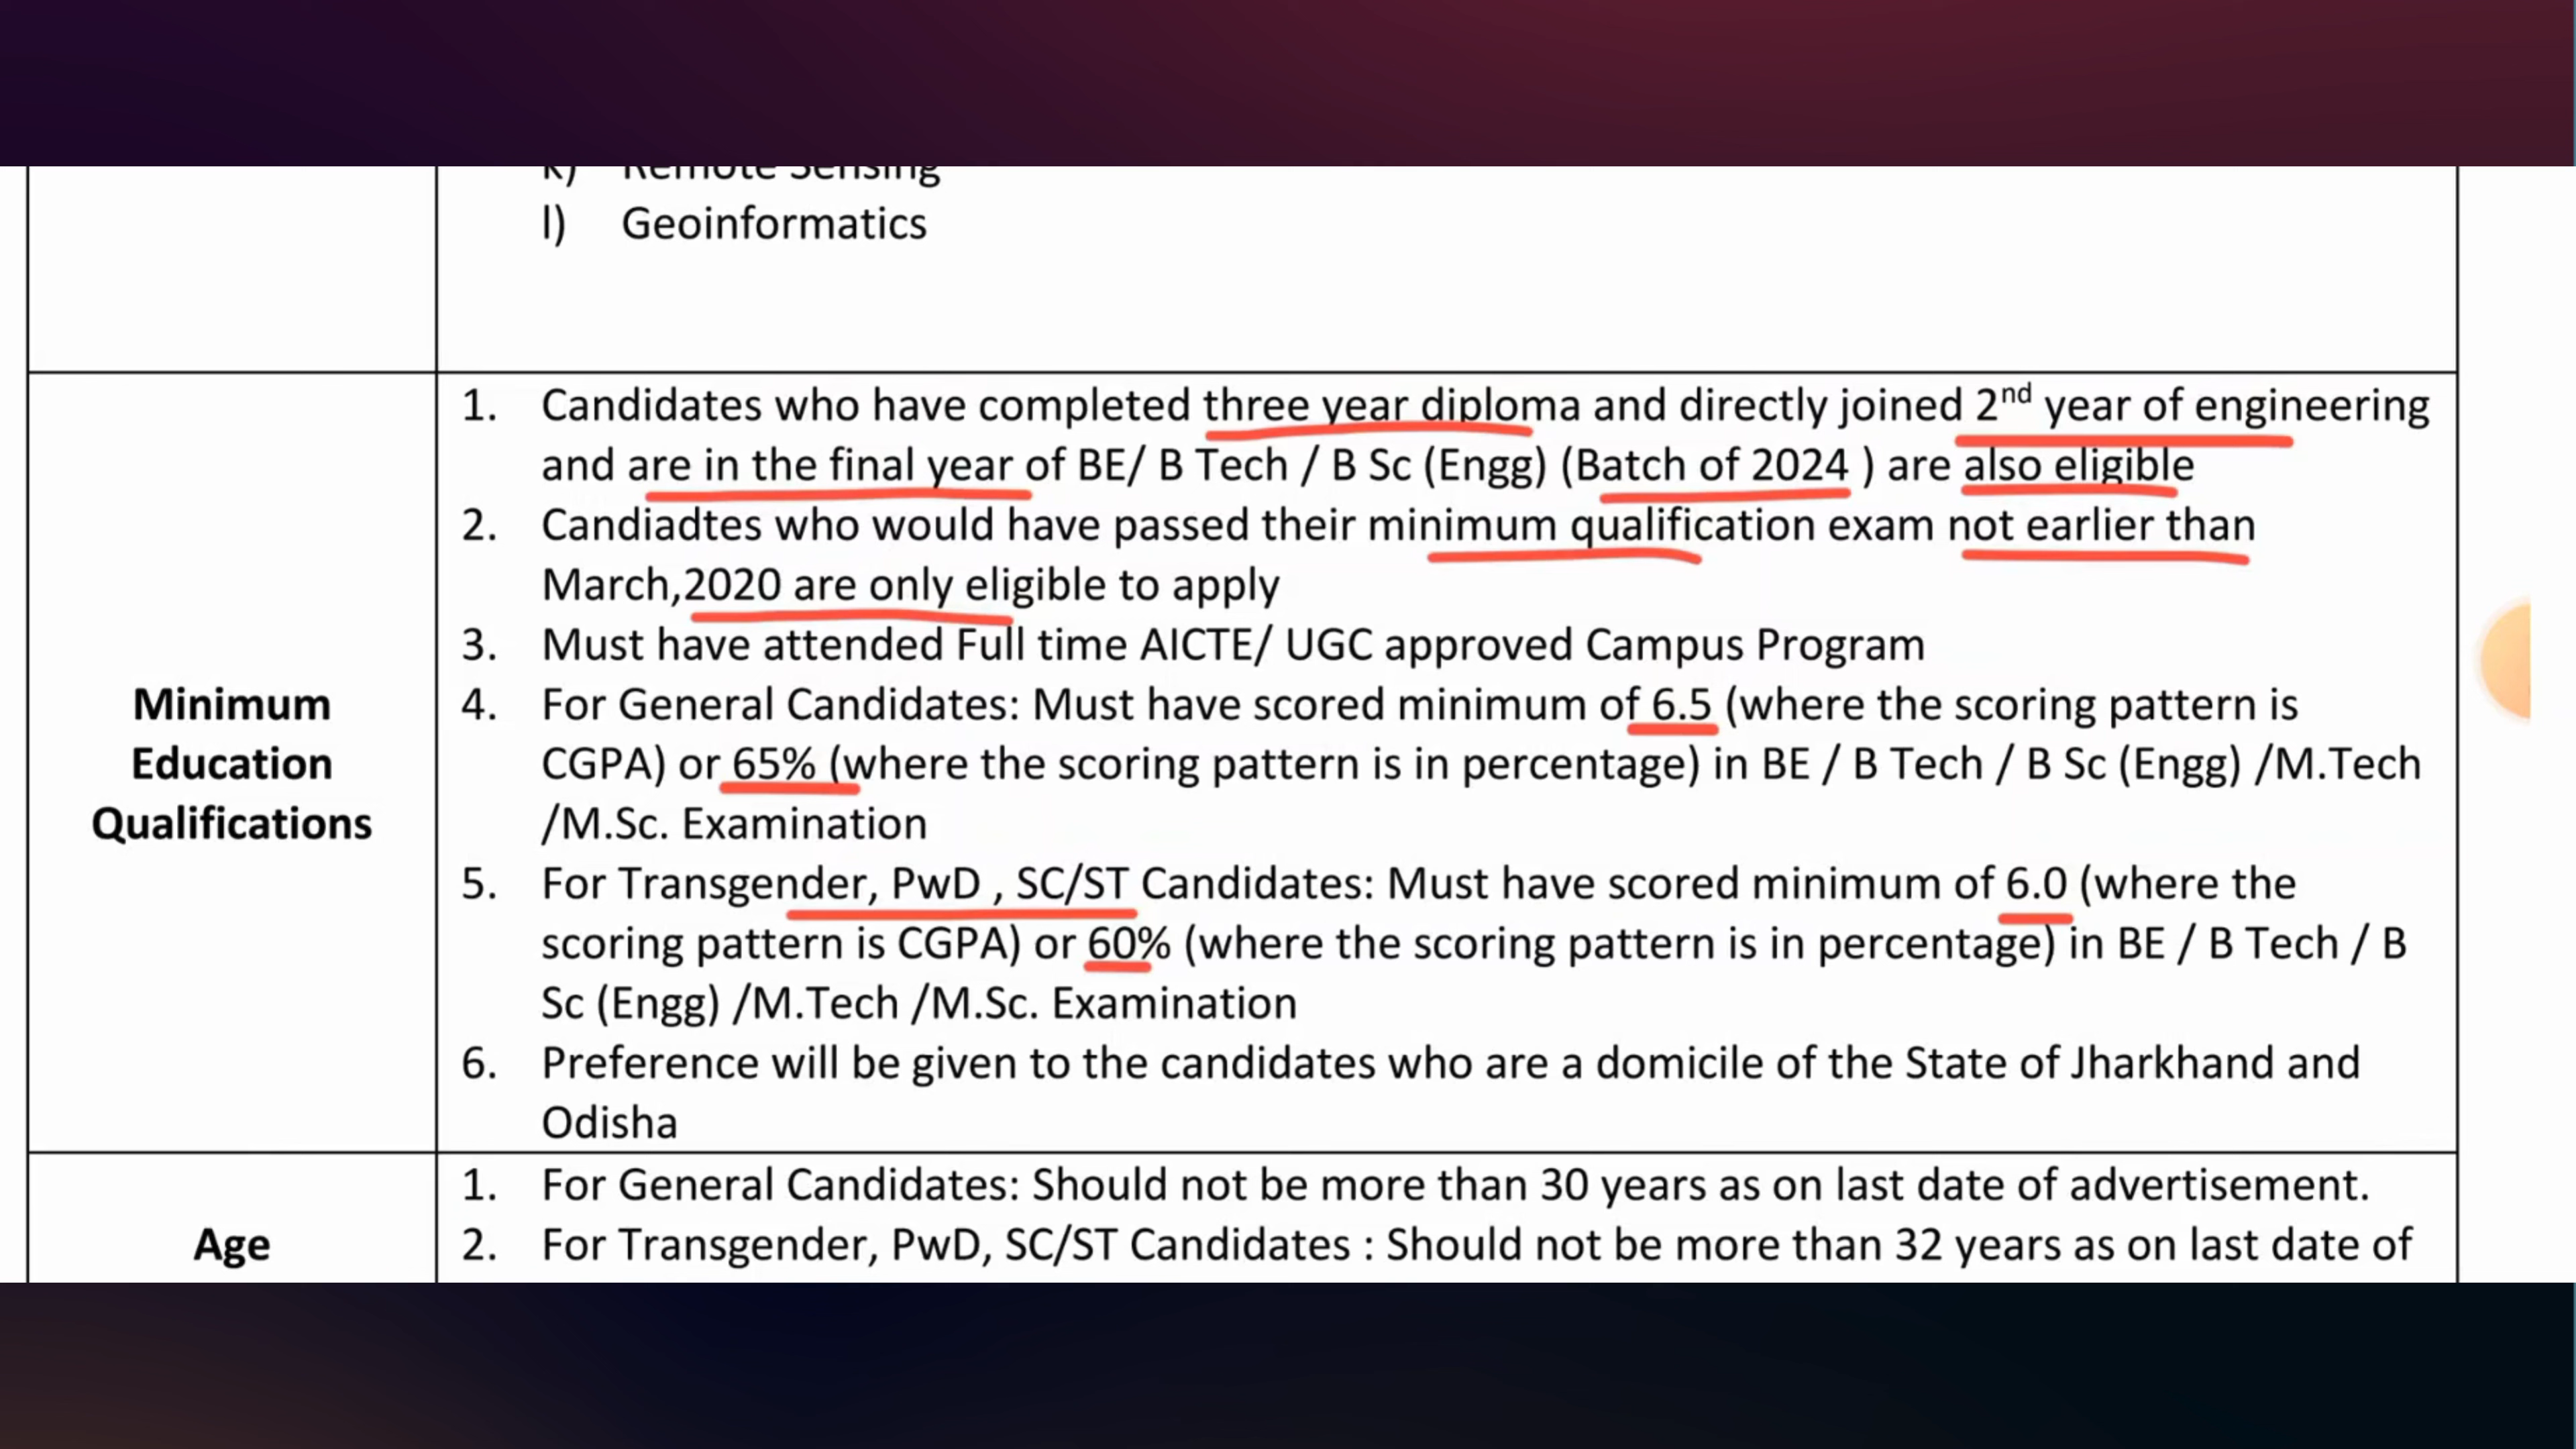 k) Remote Sensing
l) Geoinformatics
1. Candidates who have completed three year diploma and directly joined 2nd year of engineering
and are in the final year of BE/ B Tech / B Sc (Engg) (Batch of 2024 ) are also eligible
2. Candiadtes who would have passed their minimum qualification exam not earlier than
March,2020 are only eligible to apply
3. Must have attended Full time AICTE/ UGC approved Campus Program
Minimum
Education
Qualifications
4. For General Candidates: Must have scored minimum of 6.5 (where the scoring pattern is
CGPA) or 65% (where the scoring pattern is in percentage) in BE / B Tech / B Sc (Engg) /M.Tech
/M.Sc. Examination
5. For Transgender, PwD , SC/ST Candidates: Must have scored minimum of 6.0 (where the
scoring pattern is CGPA) or 60% (where the scoring pattern is in percentage) in BE / B Tech / B
Sc (Engg) /M.Tech /M.Sc. Examination
6. Preference will be given to the candidates who are a domicile of the State of Jharkhand and
Odisha
Age
1. For General Candidates: Should not be more than 30 years as on last date of advertisement.
2. For Transgender, PwD, SC/ST Candidates : Should not be more than 32 years as on last date of